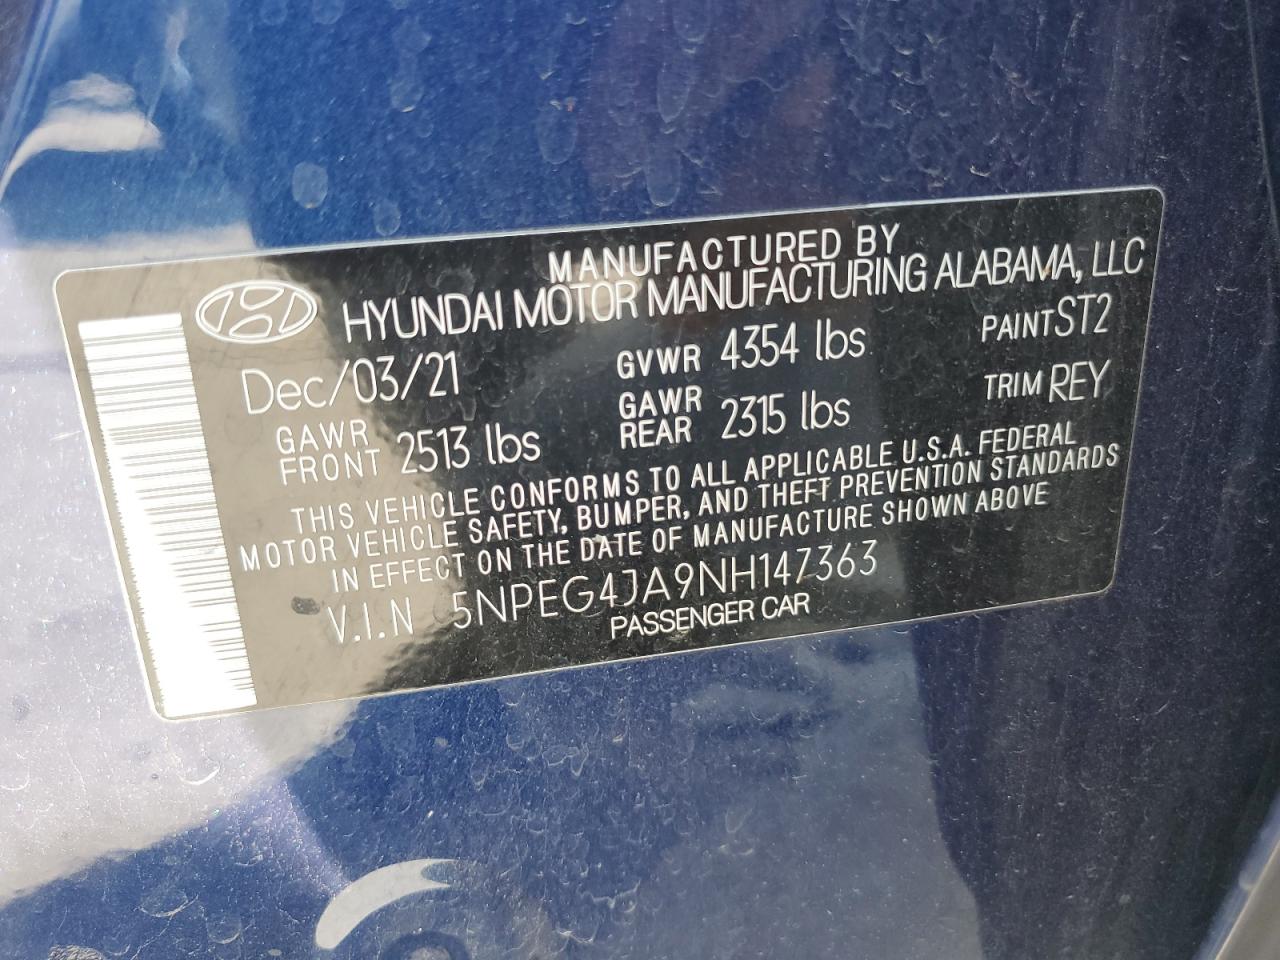 MANUFACTURED BY
HYUNDAI MOTOR MANUFACTURING ALABAMA, LLC
Dec/03/21 GVWR 4354 lbs PAINT ST2
GAWR FRONT 2513 lbs GAWR REAR 2315 lbs TRIM REY
THIS VEHICLE CONFORMS TO ALL APPLICABLE U.S.A. FEDERAL
MOTOR VEHICLE SAFETY, BUMPER, AND THEFT PREVENTION STANDARDS
IN EFFECT ON THE DATE OF MANUFACTURE SHOWN ABOVE
V.I.N 5NPEG4JA9NH147363
PASSENGER CAR